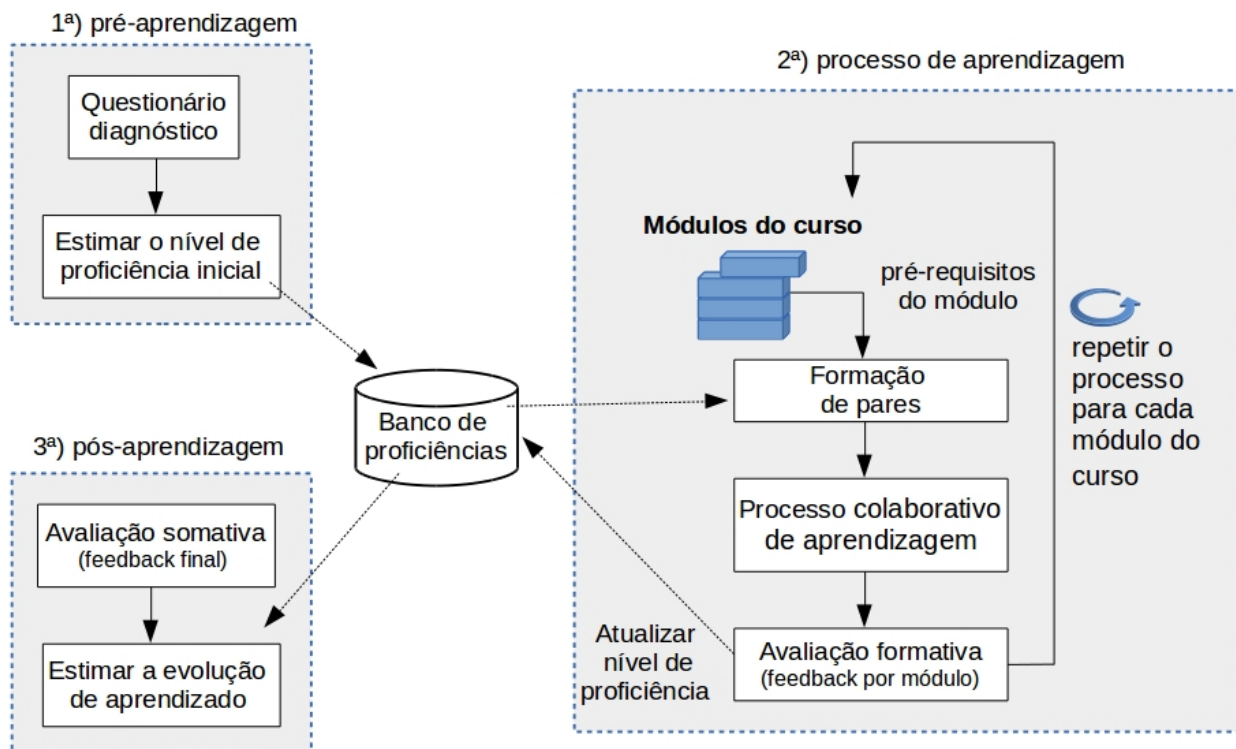 1ª) pré-aprendizagem
Questionário
diagnóstico
Estimar o nível de
proficiência inicial
2ª) processo de aprendizagem
Módulos do curso
pré-requisitos
do módulo
Formação
de pares
Processo colaborativo
de aprendizagem
Avaliação formativa
(feedback por módulo)
repetir o
processo
para cada
módulo do
curso
Banco de
proficiências
Atualizar
nível de
proficiência
3ª) pós-aprendizagem
Avaliação somativa
(feedback final)
Estimar a evolução
de aprendizado